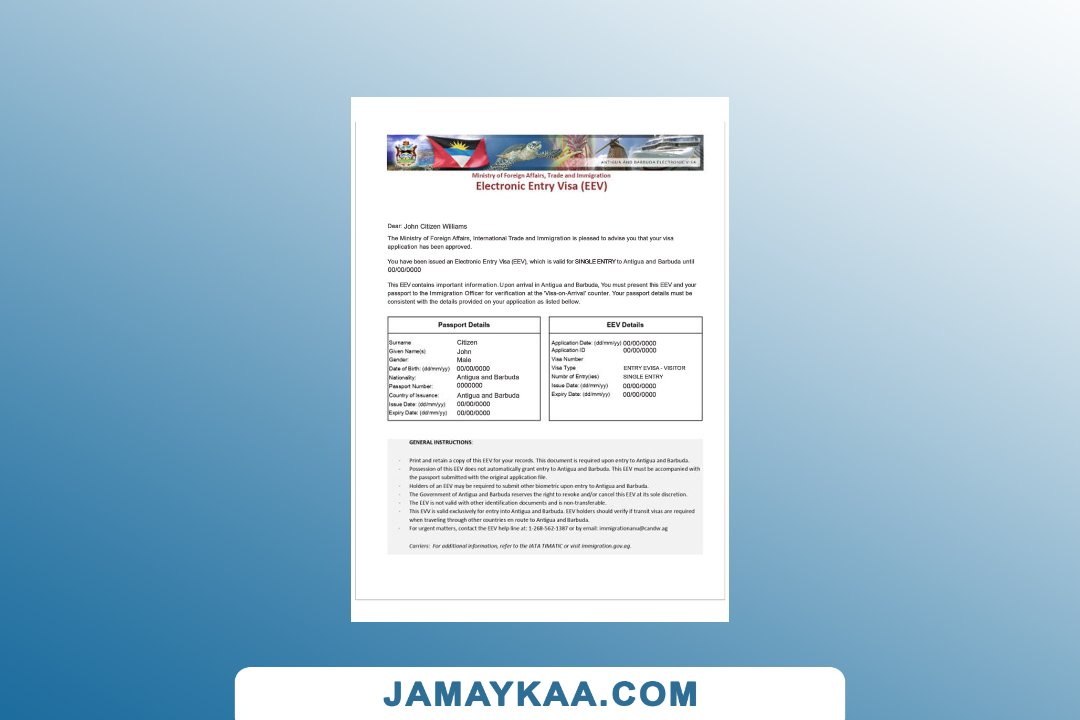 ANTIGUA AND BARBUDA ELECTRONIC VISA
Ministry of Foreign Affairs, Trade and Immigration
Electronic Entry Visa (EEV)
Dear: John Citizen Williams
The Ministry of Foreign Affairs, International Trade and Immigration is pleased to advise you that your visa
application has been approved.
You have been issued an Electronic Entry Visa (EEV), which is valid for SINGLE ENTRY to Antigua and Barbuda until
00/00/0000
This EEV contains important information. Upon arrival in Antigua and Barbuda, You must present this EEV and your
passport to the Immigration Officer for verification at the 'Visa-on-Arrival' counter. Your passport details must be
consistent with the details provided on your application as listed bellow.
Passport Details
Surname Citizen
Given Name(s) John
Gender: Male
Date of Birth: (dd/mm/yy) 00/00/0000
Nationality: Antigua and Barbuda
Passport Number: 0000000
Country of Issuance: Antigua and Barbuda
Issue Date: (dd/mm/yy) 00/00/0000
Expiry Date: (dd/mm/yy) 00/00/0000
EEV Details
Application Date: (dd/mm/yy) 00/00/0000
Application ID 00/00/0000
Visa Number
Visa Type ENTRY EVISA - VISITOR
Numbr of Entry(ies) SINGLE ENTRY
Issue Date: (dd/mm/yy) 00/00/0000
Expiry Date: (dd/mm/yy) 00/00/0000
GENERAL INSTRUCTIONS:
- Print and retain a copy of this EEV for your records. This document is required upon entry to Antigua and Barbuda.
- Possession of this EEV does not automatically grant entry to Antigua and Barbuda. This EEV must be accompanied with
the passport submitted with the original application file.
- Holders of an EEV may be required to submit other biometric upon entry to Antigua and Barbuda.
- The Government of Antigua and Barbuda reserves the right to revoke and/or cancel this EEV at its sole discretion.
- The EEV is not valid with other identification documents and is non-transferable.
- This EVV is valid exclusively for entry into Antigua and Barbuda. EEV holders should verify if transit visas are required
when traveling through other countries en route to Antigua and Barbuda.
- For urgent matters, contact the EEV help line at: 1-268-562-1387 or by email: immigrationanu@candw.ag
Carriers: For additional information, refer to the IATA TIMATIC or visit immigration.gov.ag.
JAMAYKAA.COM